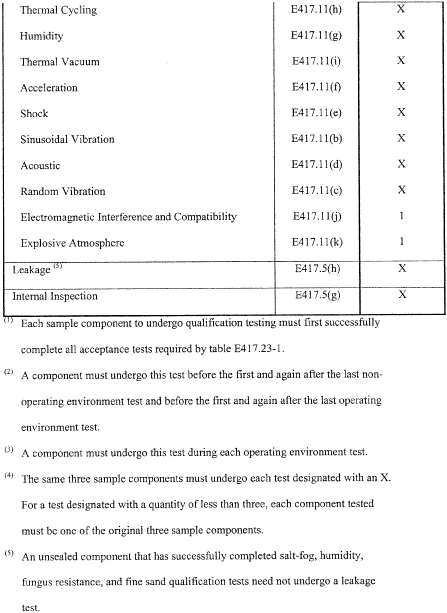 Thermal Cycling E417.11(h) X
Humidity E417.11(g) X
Thermal Vacuum E417.11(i) X
Acceleration E417.11(f) X
Shock E417.11(e) X
Sinusoidal Vibration E417.11(b) X
Acoustic E417.11(d) X
Random Vibration E417.11(c) X
Electromagnetic Interference and Compatibility E417.11(j) 1
Explosive Atmosphere E417.11(k) 1
Leakage (5) E417.5(h) X
Internal Inspection E417.5(g) X
(1) Each sample component to undergo qualification testing must first successfully
complete all acceptance tests required by table E417.23-1.
(2) A component must undergo this test before the first and again after the last non-
operating environment test and before the first and again after the last operating
environment test.
(3) A component must undergo this test during each operating environment test.
(4) The same three sample components must undergo each test designated with an X.
For a test designated with a quantity of less than three, each component tested
must be one of the original three sample components.
(5) An unsealed component that has successfully completed salt-fog, humidity,
fungus resistance, and fine sand qualification tests need not undergo a leakage
test.